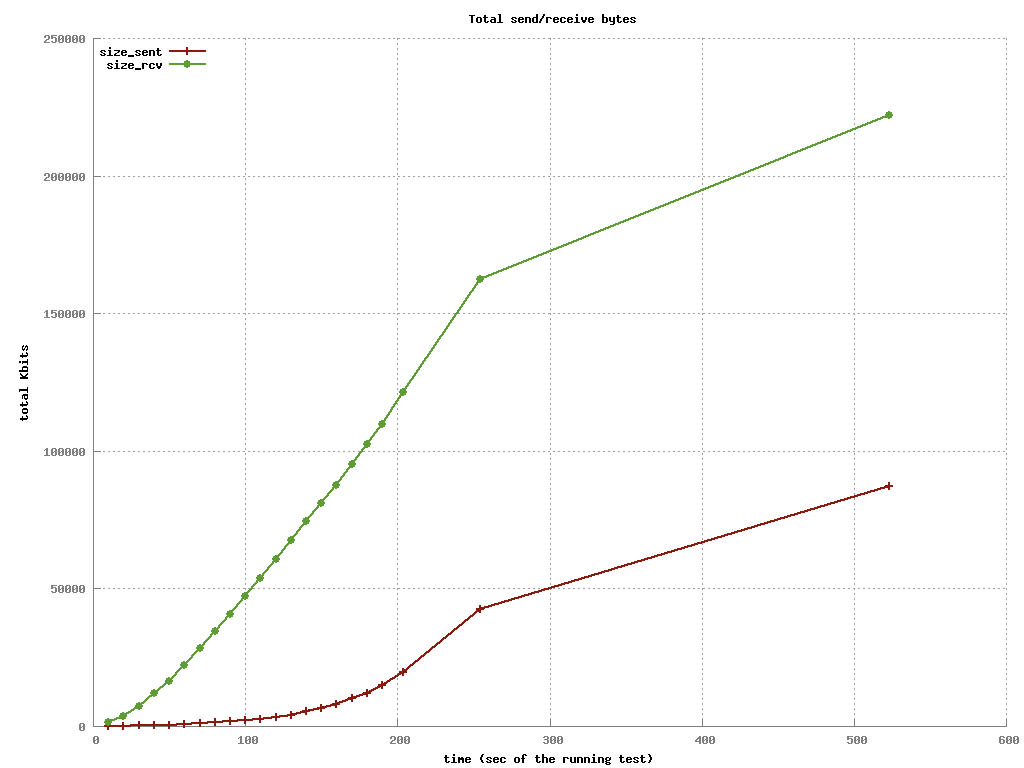 Total send/receive bytes
250000
size_sent
size_rcv
200000
150000
total Kbits
100000
50000
0
0 100 200 300 400 500 600
time (sec of the running test)